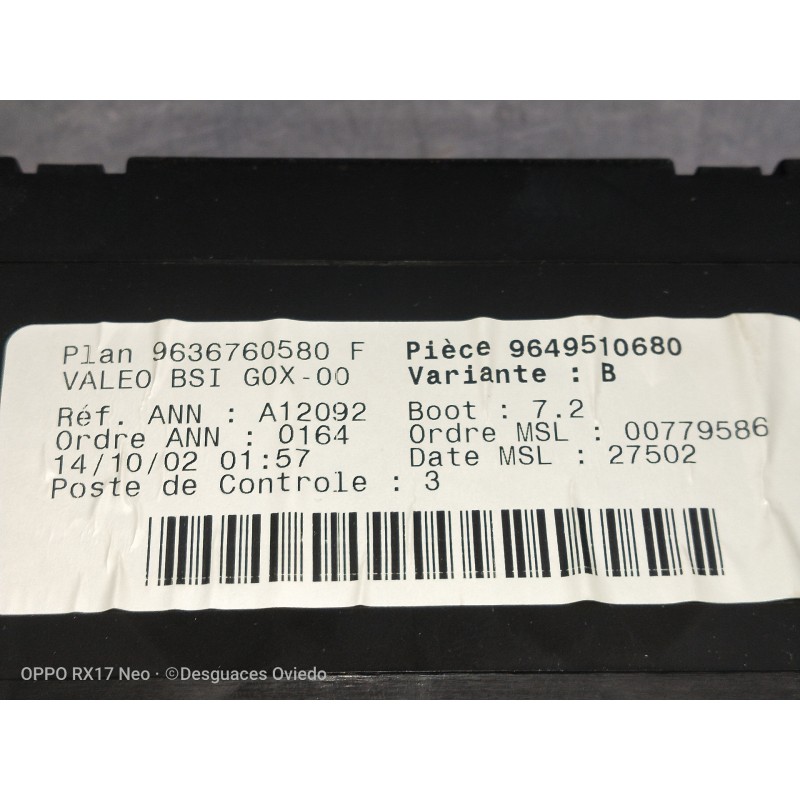 Plan 9636760580 F
VALEO BSI G0X-00
Réf. ANN : A12092
Ordre ANN : 0164
14/10/02 01:57
Poste de Controle : 3
Pièce 9649510680
Variante : B
Boot : 7.2
Ordre MSL : 00779586
Date MSL : 27502
OPPO RX17 Neo · ©Desguaces Oviedo